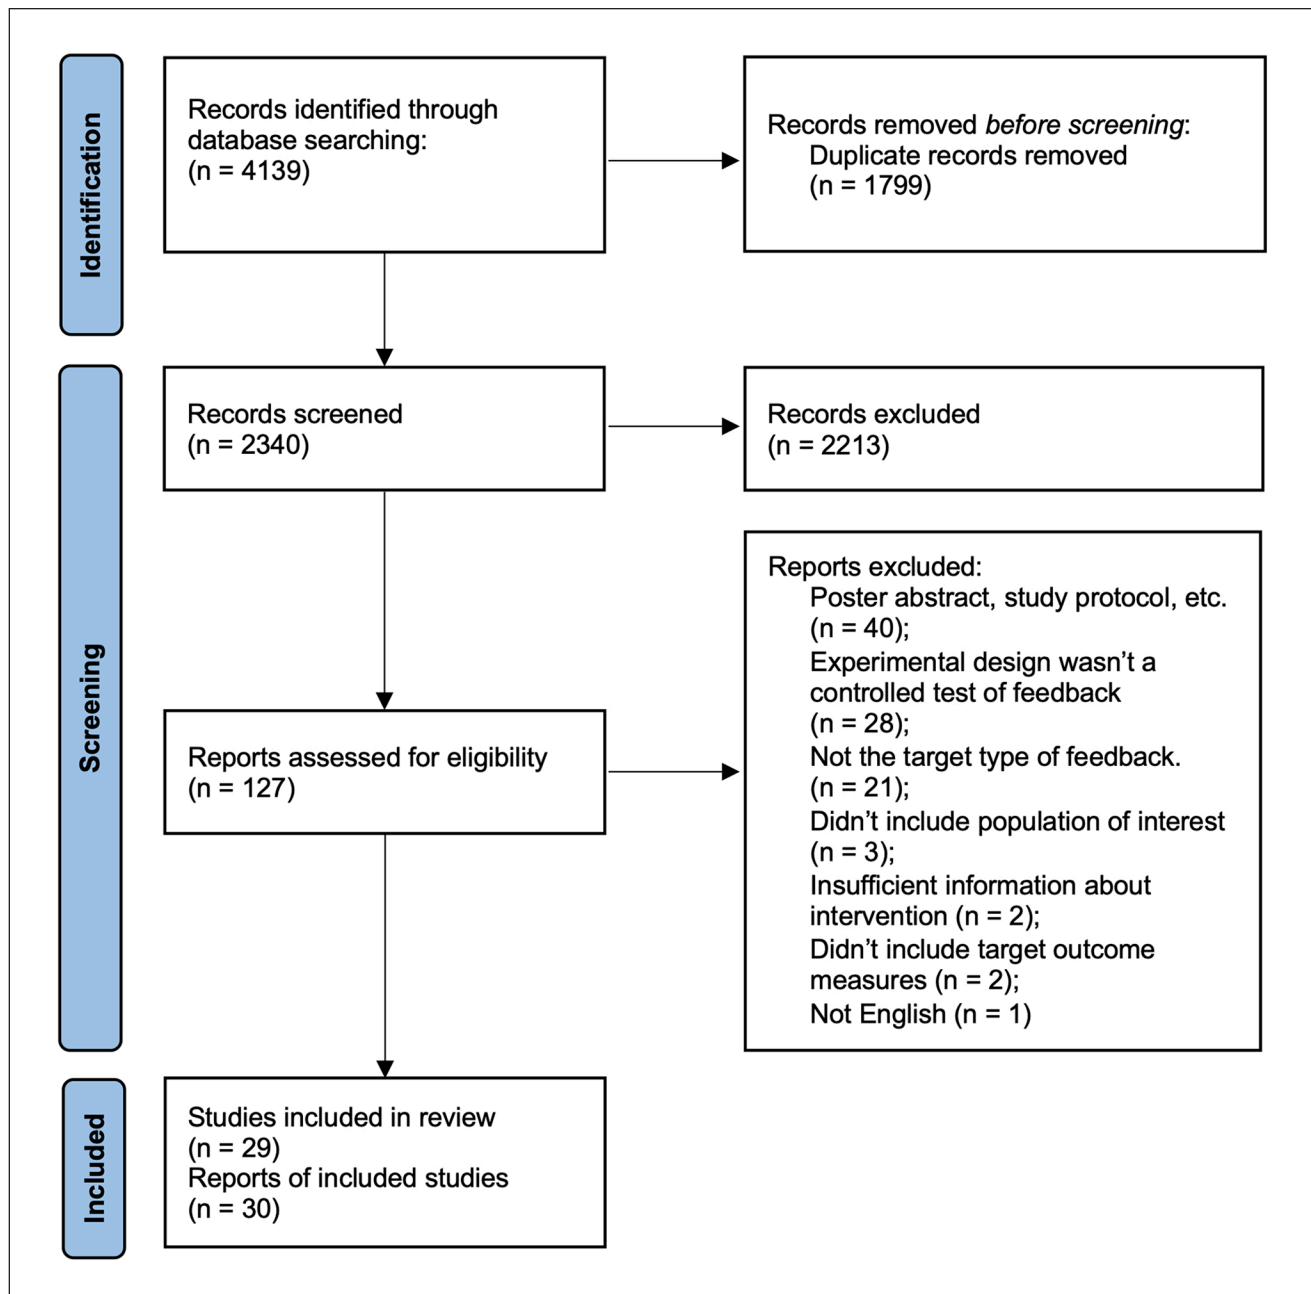 Identification
Records identified through
database searching:
(n = 4139)
Records removed before screening:
Duplicate records removed
(n = 1799)
Screening
Records screened
(n = 2340)
Records excluded
(n = 2213)
Reports assessed for eligibility
(n = 127)
Reports excluded:
Poster abstract, study protocol, etc.
(n = 40);
Experimental design wasn’t a
controlled test of feedback
(n = 28);
Not the target type of feedback.
(n = 21);
Didn’t include population of interest
(n = 3);
Insufficient information about
intervention (n = 2);
Didn’t include target outcome
measures (n = 2);
Not English (n = 1)
Included
Studies included in review
(n = 29)
Reports of included studies
(n = 30)